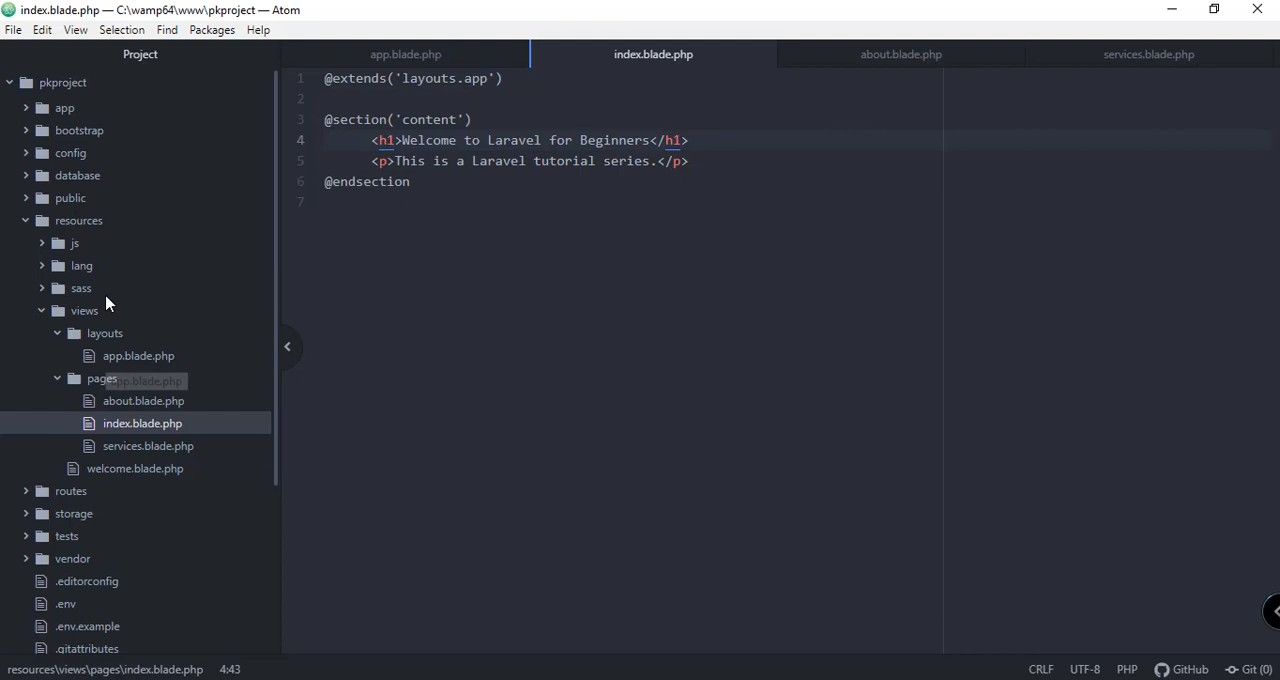 index.blade.php — C:\wamp64\www\pkproject — Atom
File Edit View Selection Find Packages Help
Project
app.blade.php index.blade.php about.blade.php services.blade.php
pkproject
app
bootstrap
config
database
public
resources
js
lang
sass
views
layouts
app.blade.php
pages
app.blade.php
about.blade.php
index.blade.php
services.blade.php
welcome.blade.php
routes
storage
tests
vendor
.editorconfig
.env
.env.example
.gitattributes
1 @extends('layouts.app')
2
3 @section('content')
4 <h1>Welcome to Laravel for Beginners</h1>
5 <p>This is a Laravel tutorial series.</p>
6 @endsection
7
resources\views\pages\index.blade.php 4:43 CRLF UTF-8 PHP GitHub Git (0)